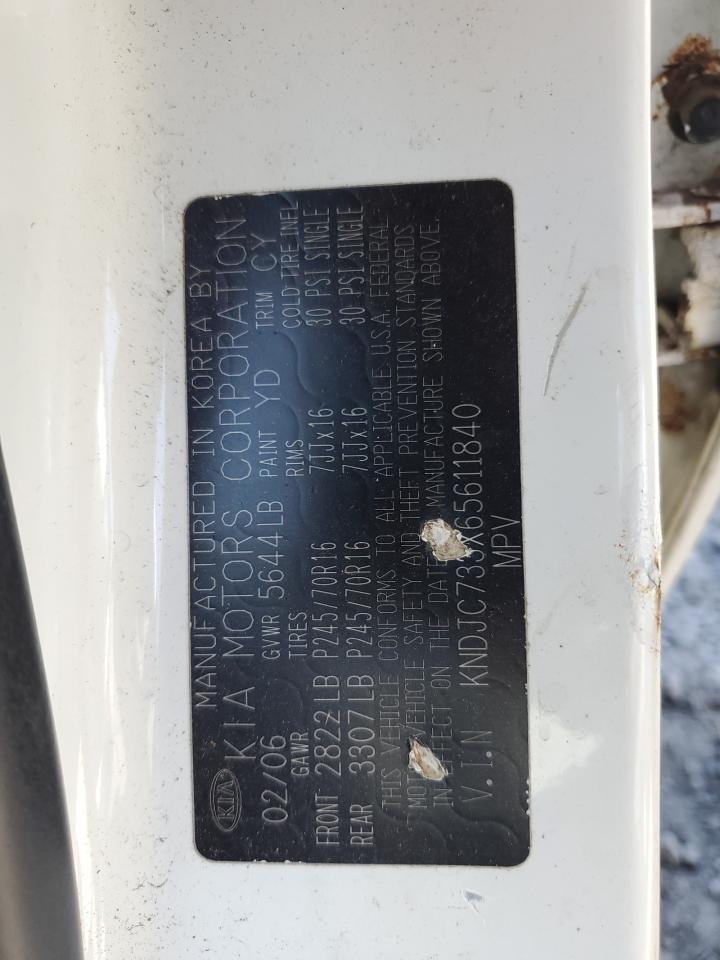 MANUFACTURED IN KOREA BY
KIA KIA MOTORS CORPORATION
02/06 GVWR 5644LB PAINT YD TRIM CY
GAWR TIRES RIMS COLD TIRE INFL
FRONT 2822LB P245/70R16 7JJx16 30 PSI SINGLE
REAR 3307LB P245/70R16 7JJx16 30 PSI SINGLE
THIS VEHICLE CONFORMS TO ALL APPLICABLE U.S.A. FEDERAL
VEHICLE SAFETY AND THEFT PREVENTION STANDARDS
IN EFFECT ON THE DATE MANUFACTURE SHOWN ABOVE.
V.I.N
MPV